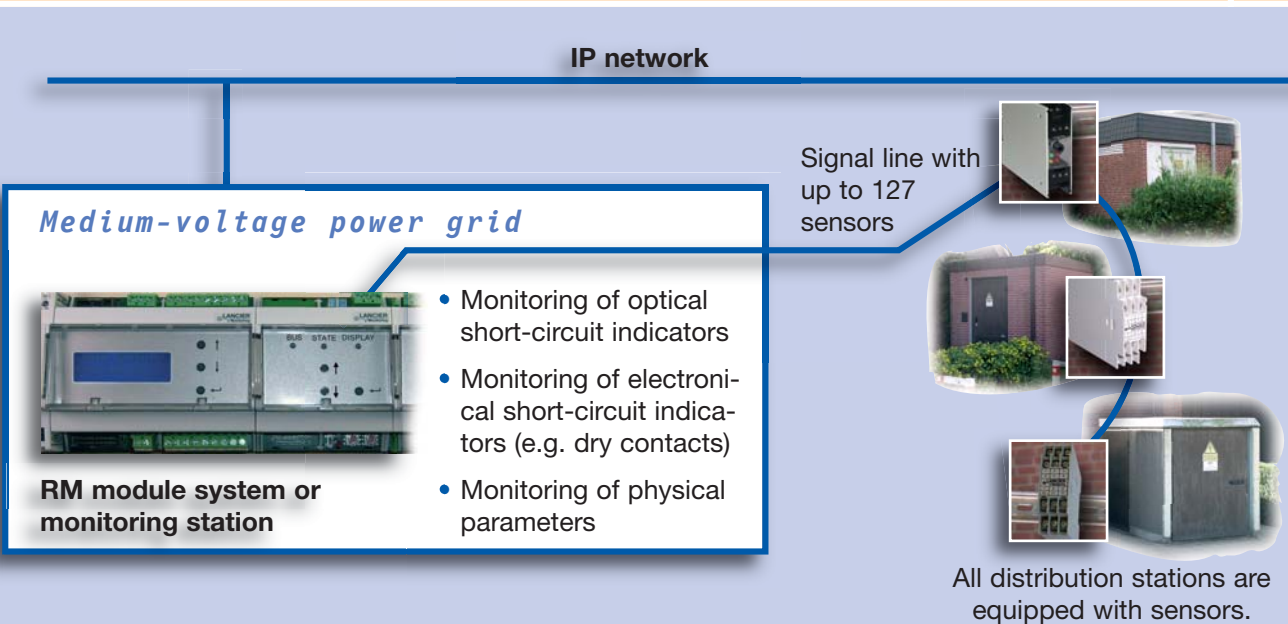 IP network
Signal line with
up to 127
sensors
Medium-voltage power grid
LANCIER
LANCIER
BUS STATE DISPLAY
• Monitoring of optical
short-circuit indicators
• Monitoring of electroni-
cal short-circuit indica-
tors (e.g. dry contacts)
• Monitoring of physical
parameters
RM module system or
monitoring station
All distribution stations are
equipped with sensors.